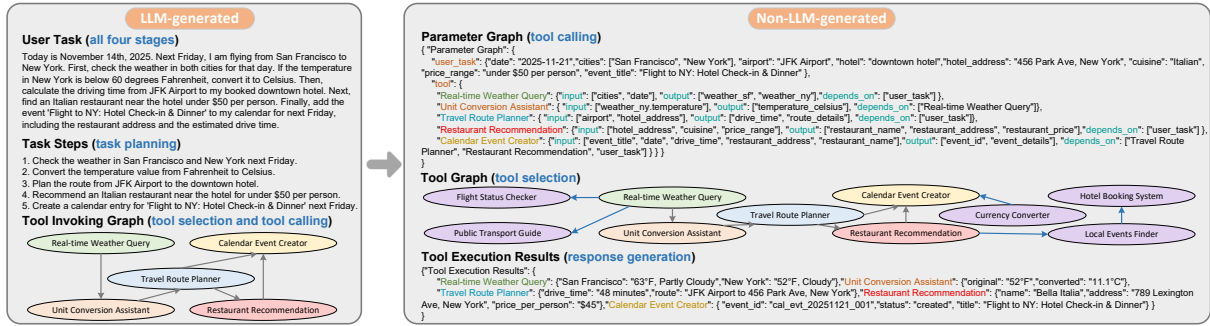 LLM-generated
User Task (all four stages)
Today is November 14th, 2025. Next Friday, I am flying from San Francisco to
New York. First, check the weather in both cities for that day. If the temperature
in New York is below 60 degrees Fahrenheit, convert it to Celsius. Then,
calculate the driving time from JFK Airport to my booked downtown hotel. Next,
find an Italian restaurant near the hotel under $50 per person. Finally, add the
event 'Flight to NY: Hotel Check-in & Dinner' to my calendar for next Friday,
including the restaurant address and the estimated drive time.
Task Steps (task planning)
1. Check the weather in San Francisco and New York next Friday.
2. Convert the temperature value from Fahrenheit to Celsius.
3. Plan the route from JFK Airport to the downtown hotel.
4. Recommend an Italian restaurant near the hotel for under $50 per person.
5. Create a calendar entry for 'Flight to NY: Hotel Check-in & Dinner' next Friday.
Tool Invoking Graph (tool selection and tool calling)
Real-time Weather Query
Calendar Event Creator
Travel Route Planner
Unit Conversion Assistant
Restaurant Recommendation
Non-LLM-generated
Parameter Graph (tool calling)
{ "Parameter Graph": {
"user_task": {"date": "2025-11-21","cities": ["San Francisco", "New York"], "airport": "JFK Airport", "hotel": "downtown hotel","hotel_address": "456 Park Ave, New York", "cuisine": "Italian",
"price_range": "under $50 per person", "event_title": "Flight to NY: Hotel Check-in & Dinner" },
"tool": {
"Real-time Weather Query": {"input": ["cities", "date"], "output": ["weather_sf", "weather_ny"],"depends_on": ["user_task"] },
"Unit Conversion Assistant": { "input": ["weather_ny.temperature"], "output": ["temperature_celsius"], "depends_on": ["Real-time Weather Query"]},
"Travel Route Planner": { "input": ["airport", "hotel_address"], "output": ["drive_time", "route_details"], "depends_on": ["user_task"]},
"Restaurant Recommendation": {"input": ["hotel_address", "cuisine", "price_range"], "output": ["restaurant_name", "restaurant_address", "restaurant_price"],"depends_on": ["user_task"] },
"Calendar Event Creator": {"input": ["event_title", "date", "drive_time", "restaurant_address", "restaurant_name"],"output": ["event_id", "event_details"], "depends_on": ["Travel Route
Planner", "Restaurant Recommendation", "user_task"] } } }
}
Tool Graph (tool selection)
Flight Status Checker
Real-time Weather Query
Calendar Event Creator
Hotel Booking System
Travel Route Planner
Currency Converter
Public Transport Guide
Unit Conversion Assistant
Restaurant Recommendation
Local Events Finder
Tool Execution Results (response generation)
{"Tool Execution Results": {
"Real-time Weather Query": {"San Francisco": "63°F, Partly Cloudy","New York": "52°F, Cloudy"},"Unit Conversion Assistant": {"original": "52°F","converted": "11.1°C"},
"Travel Route Planner": {"drive_time": "48 minutes","route": "JFK Airport to 456 Park Ave, New York"},"Restaurant Recommendation": {"name": "Bella Italia","address": "789 Lexington
Ave, New York", "price_per_person": "$45"},"Calendar Event Creator": { "event_id": "cal_evt_20251121_001","status": "created", "title": "Flight to NY: Hotel Check-in & Dinner"} }
}